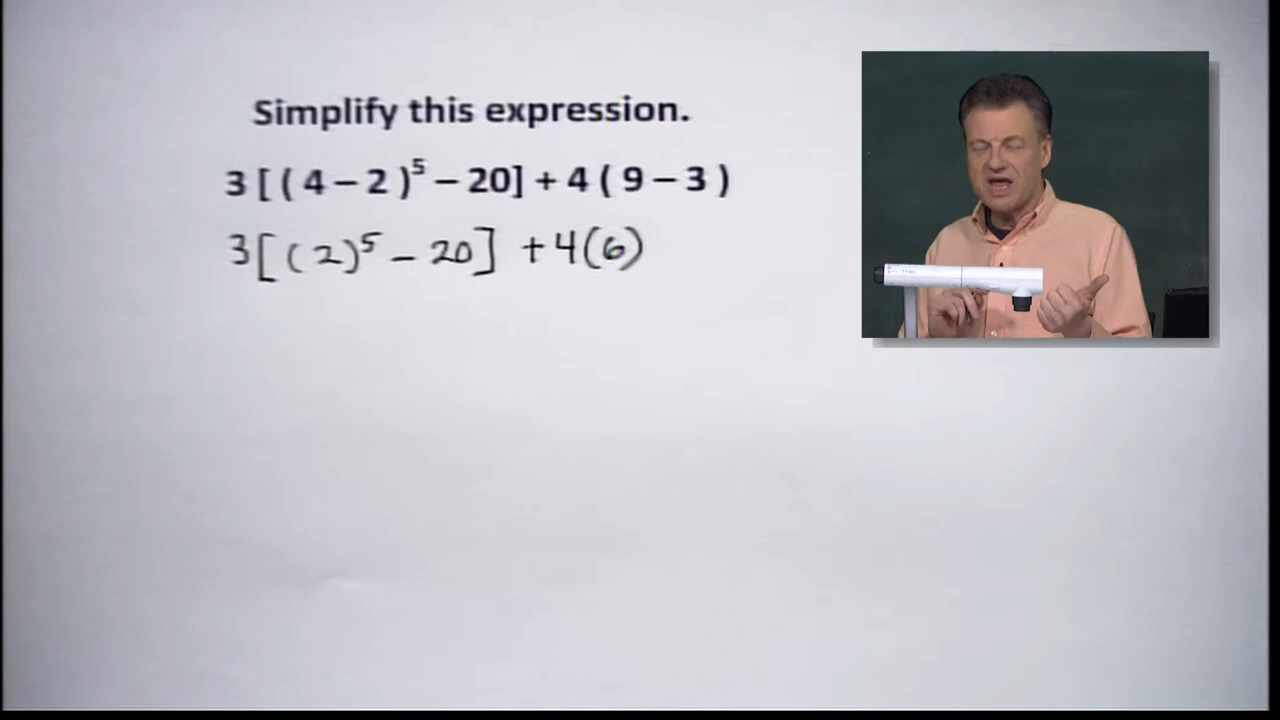 Simplify this expression.
3 [ ( 4 – 2 )⁵ – 20] + 4 ( 9 – 3 )
3[(2)⁵ – 20] +4(6)